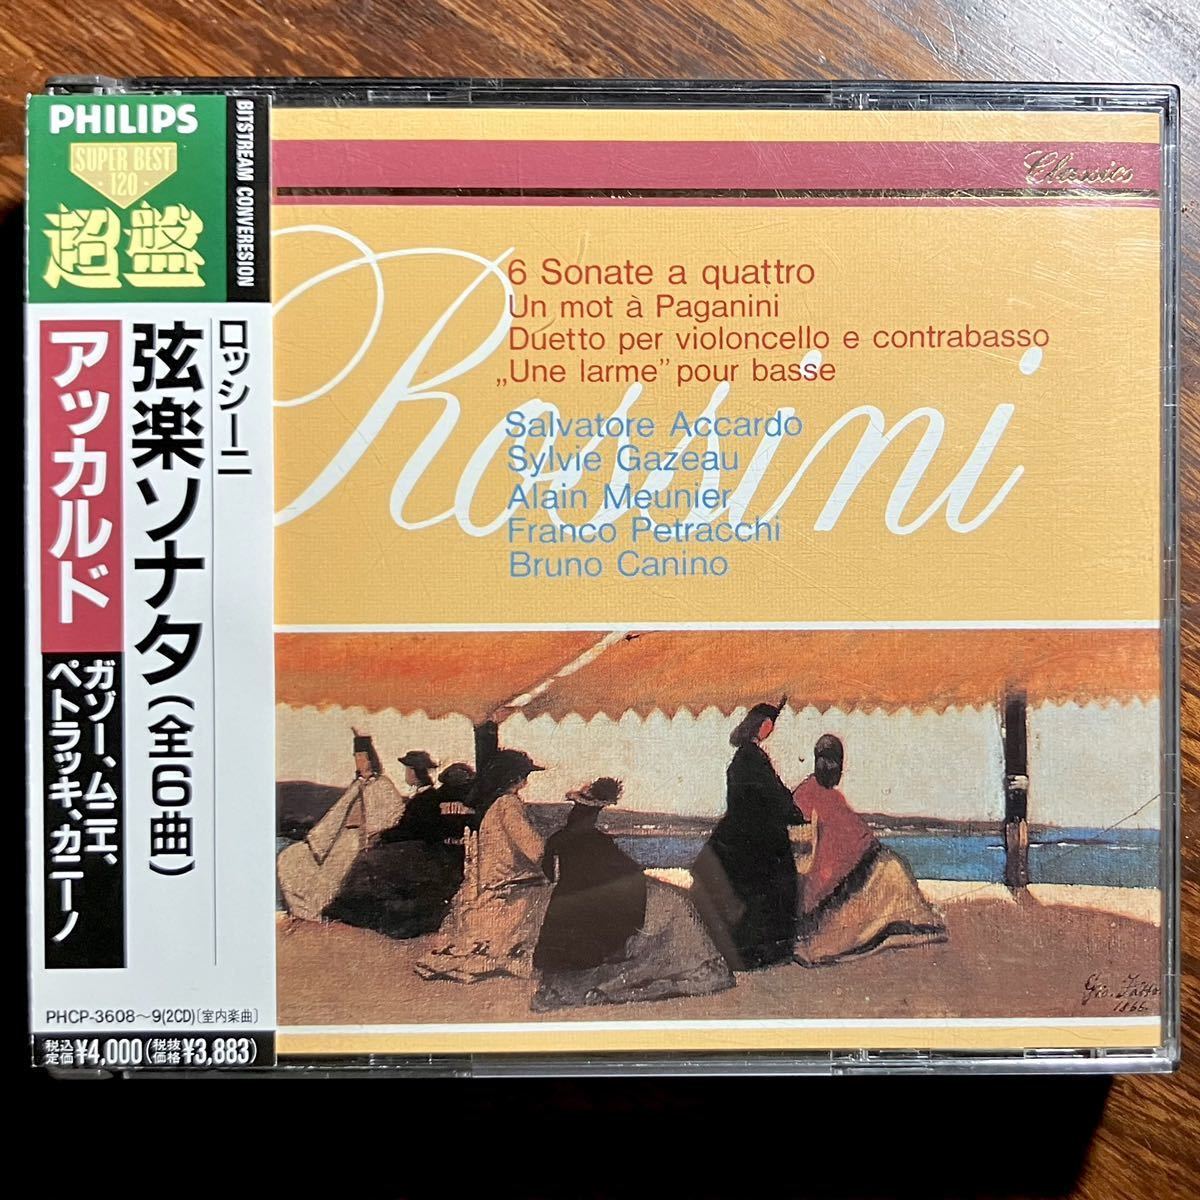 PHILIPS
SUPER BEST
・120・
超盤
BITSTREAM CONVERESION
ロッシーニ
弦楽ソナタ(全6曲)
アッカルド
ガゾー、ムニエ、
ペトラッキ、カニーノ
PHCP-3608～9(2CD)〔室内楽曲〕
税込定価¥4,000(税抜価格¥3,883)
Classics
Rossini
6 Sonate a quattro
Un mot à Paganini
Duetto per violoncello e contrabasso
„Une larme” pour basse
Salvatore Accardo
Sylvie Gazeau
Alain Meunier
Franco Petracchi
Bruno Canino
Gio. Fattori
1866